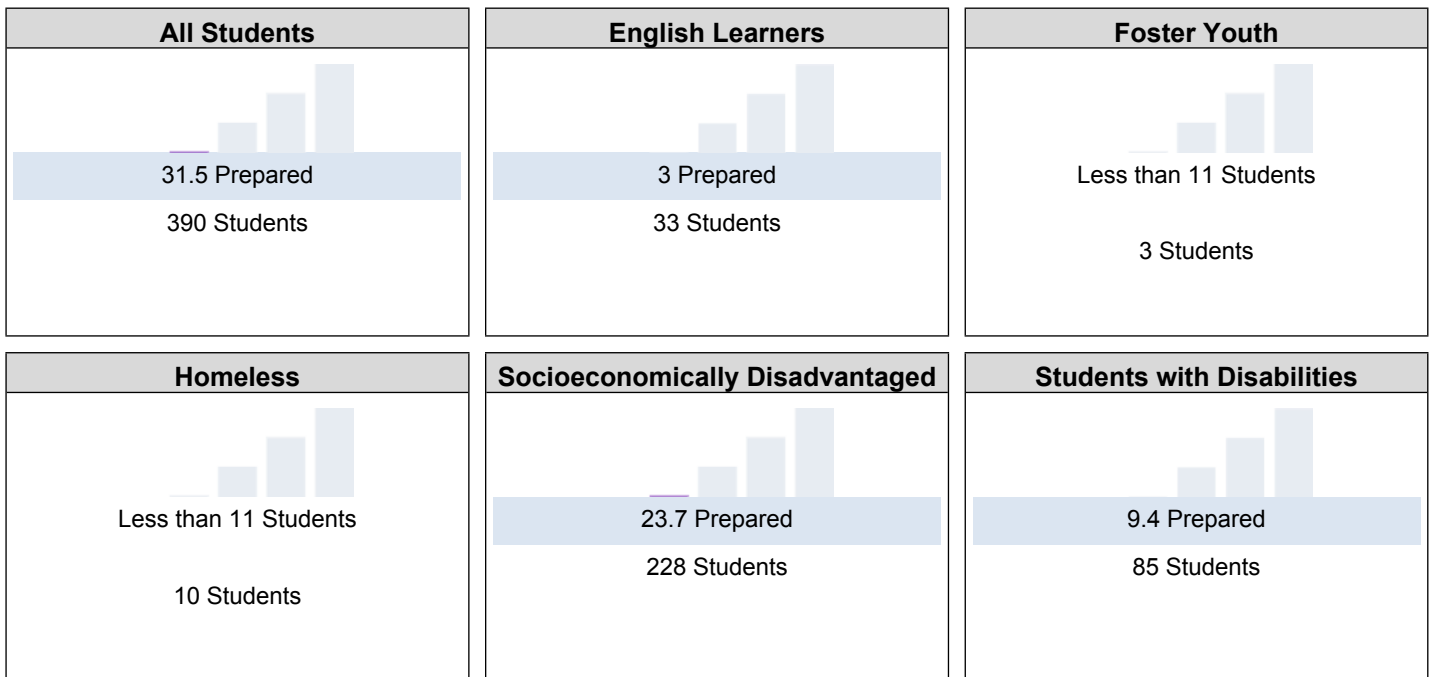 All Students
31.5 Prepared
390 Students
English Learners
3 Prepared
33 Students
Foster Youth
Less than 11 Students
3 Students
Homeless
Less than 11 Students
10 Students
Socioeconomically Disadvantaged
23.7 Prepared
228 Students
Students with Disabilities
9.4 Prepared
85 Students